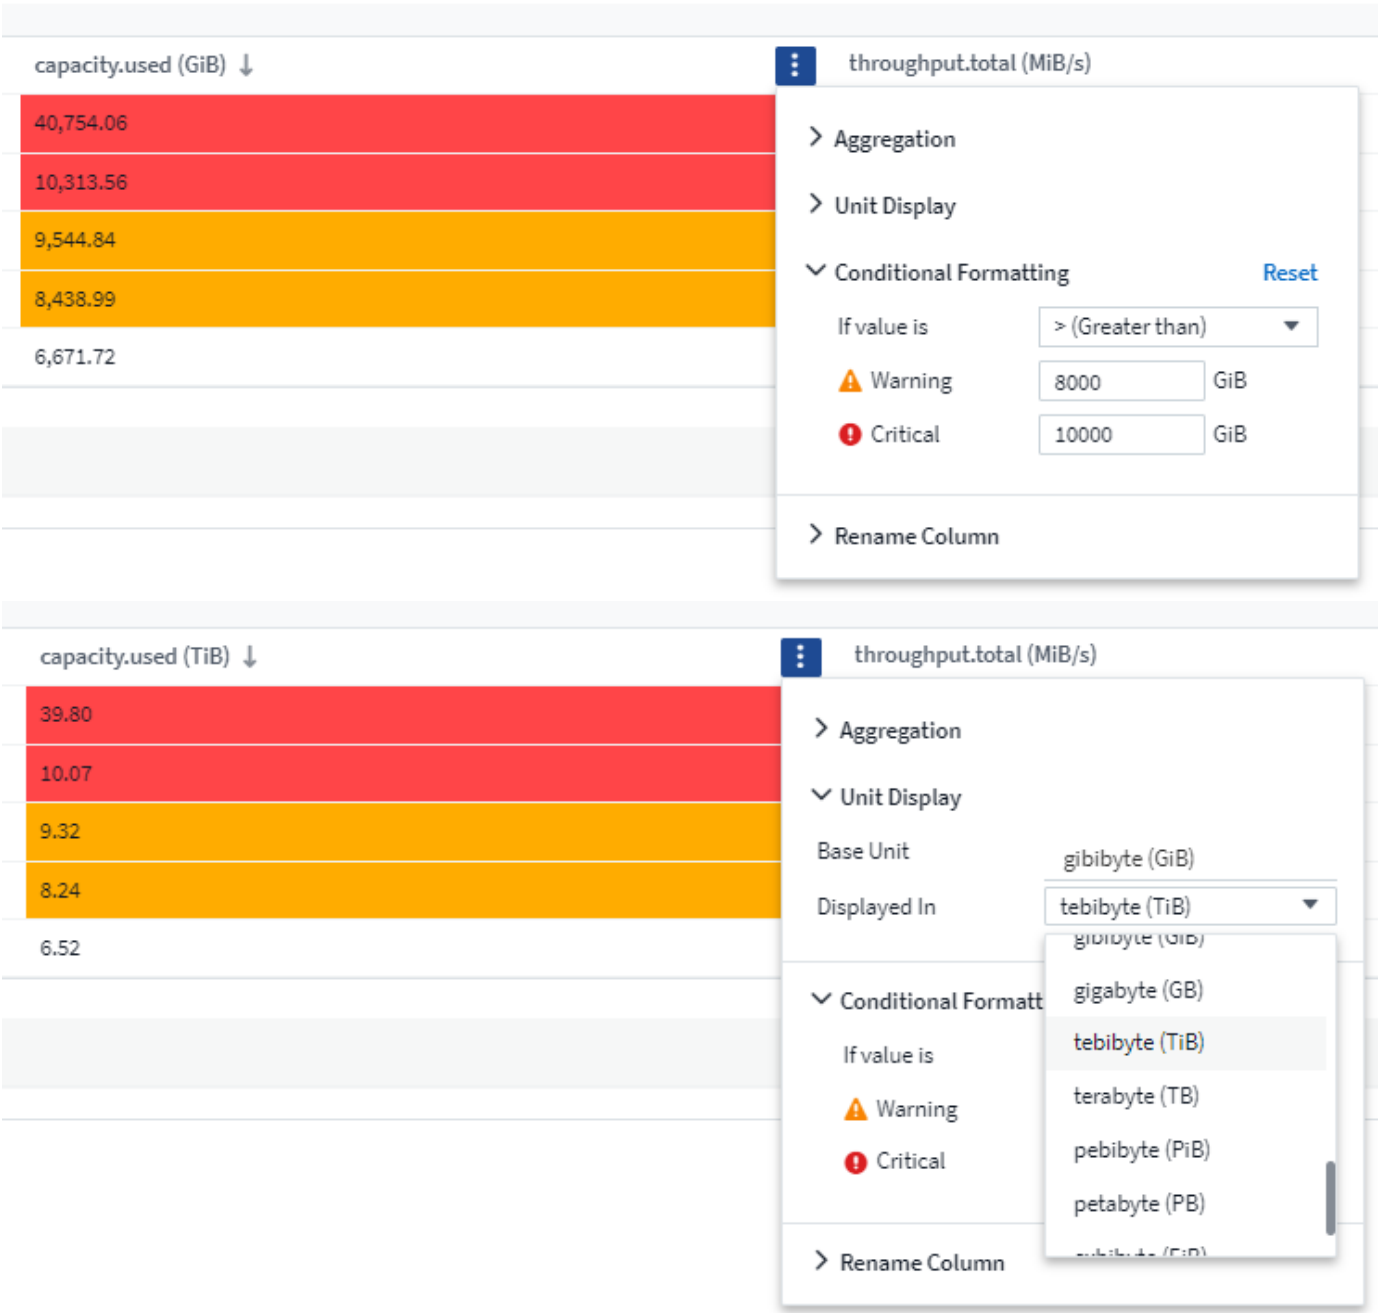 capacity.used (GiB) ↓
throughput.total (MiB/s)
40,754.06
10,313.56
9,544.84
8,438.99
6,671.72
Aggregation
Unit Display
Conditional Formatting Reset
If value is > (Greater than)
Warning 8000 GiB
Critical 10000 GiB
Rename Column
capacity.used (TiB) ↓
throughput.total (MiB/s)
39.80
10.07
9.32
8.24
6.52
Aggregation
Unit Display
Base Unit gibibyte (GiB)
Displayed In tebibyte (TiB)
gibibyte (GiB)
gigabyte (GB)
tebibyte (TiB)
terabyte (TB)
pebibyte (PiB)
petabyte (PB)
Conditional Formatt
If value is
Warning
Critical
Rename Column